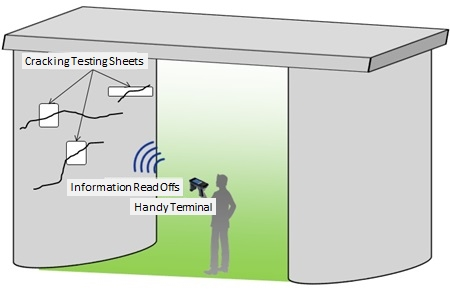 Cracking Testing Sheets
Information Read Offs
Handy Terminal